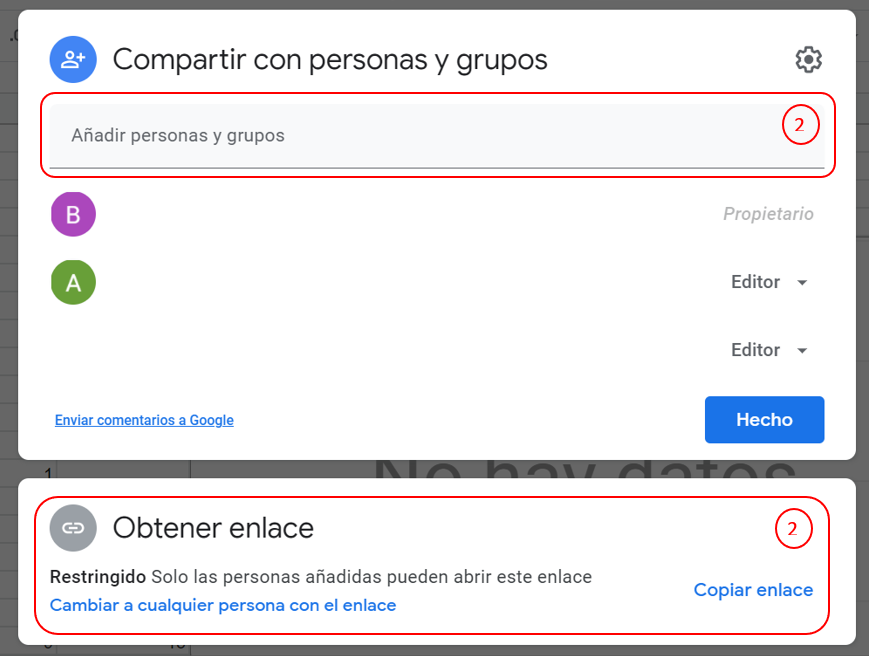 Compartir con personas y grupos
Añadir personas y grupos
2
B
Propietario
A
Editor
Editor
Enviar comentarios a Google
Hecho
1
No hay datos
Obtener enlace
2
Restringido Solo las personas añadidas pueden abrir este enlace
Copiar enlace
Cambiar a cualquier persona con el enlace